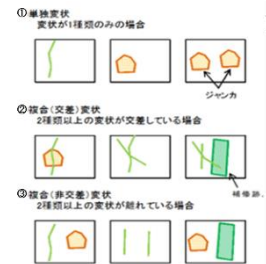 ①単独変状
変状が1種類のみの場合
ジャンカ
②複合(交差)変状
2種類以上の変状が交差している場合
補修跡
③複合(非交差)変状
2種類以上の変状が離れている場合